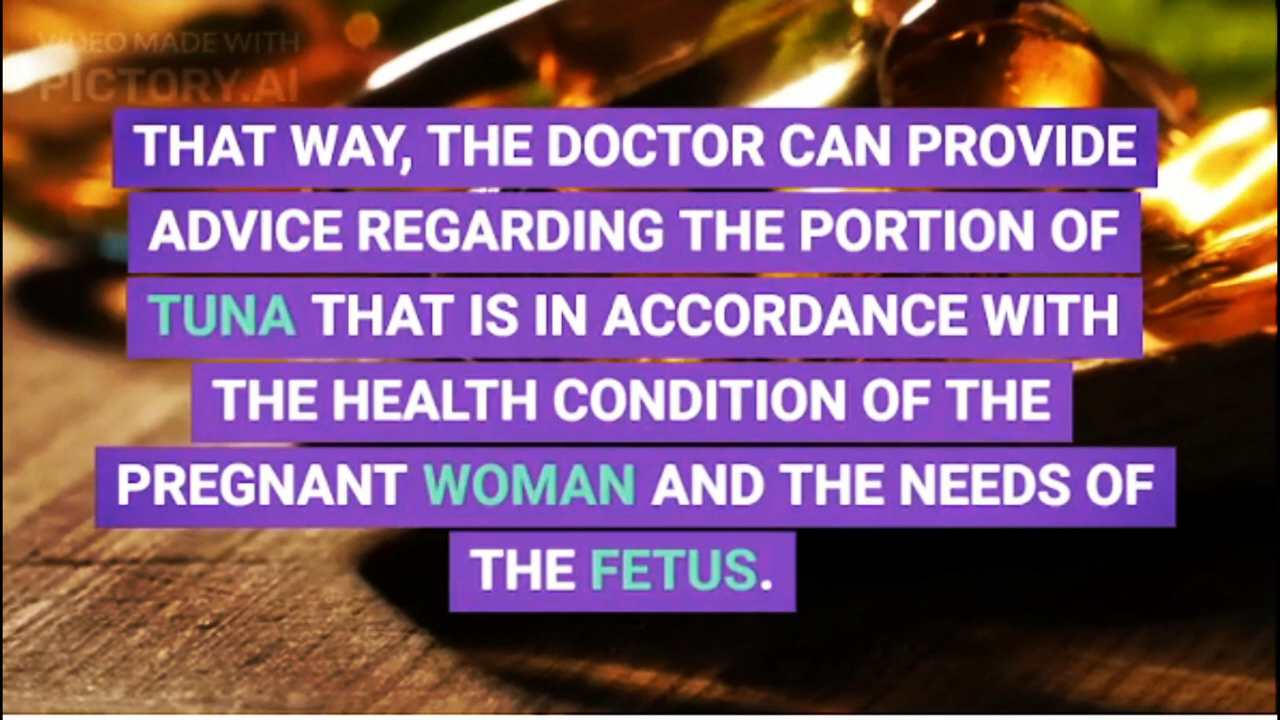 VIDEO MADE WITH
PICTORY.AI
THAT WAY, THE DOCTOR CAN PROVIDE
ADVICE REGARDING THE PORTION OF
TUNA THAT IS IN ACCORDANCE WITH
THE HEALTH CONDITION OF THE
PREGNANT WOMAN AND THE NEEDS OF
THE FETUS.